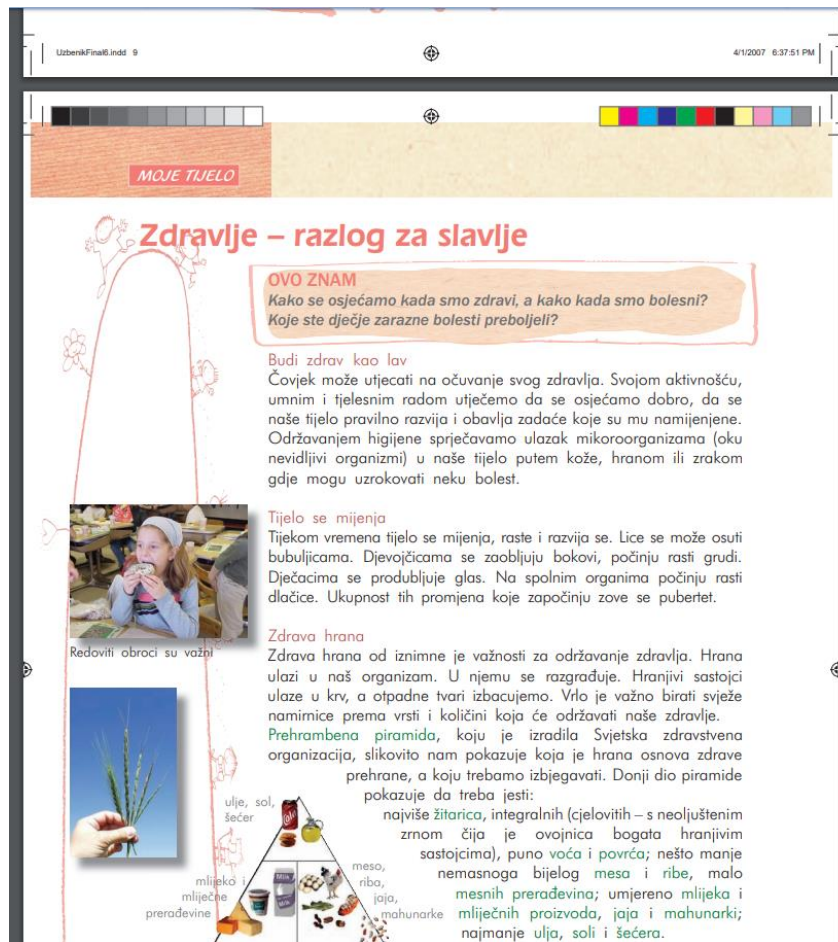 UzbenikFinal6.indd 9
4/1/2007 6:37:51 PM
MOJE TIJELO
Zdravlje – razlog za slavlje
OVO ZNAM
Kako se osjećamo kada smo zdravi, a kako kada smo bolesni?
Koje ste dječje zarazne bolesti preboljeli?
Budi zdrav kao lav
Čovjek može utjecati na očuvanje svog zdravlja. Svojom aktivnošću,
umnim i tjelesnim radom utječemo da se osjećamo dobro, da se
naše tijelo pravilno razvija i obavlja zadaće koje su mu namijenjene.
Održavanjem higijene sprječavamo ulazak mikroorganizama (oku
nevidljivi organizmi) u naše tijelo putem kože, hranom ili zrakom
gdje mogu uzrokovati neku bolest.
Tijelo se mijenja
Tijekom vremena tijelo se mijenja, raste i razvija se. Lice se može osuti
bubuljicama. Djevojčicama se zaobljuju bokovi, počinju rasti grudi.
Dječacima se produbljuje glas. Na spolnim organima počinju rasti
dlačice. Ukupnost tih promjena koje započinju zove se pubertet.
Redoviti obroci su važni
Zdrava hrana
Zdrava hrana od iznimne je važnosti za održavanje zdravlja. Hrana
ulazi u naš organizam. U njemu se razgrađuje. Hranjivi sastojci
ulaze u krv, a otpadne tvari izbacujemo. Vrlo je važno birati svježe
namirnice prema vrsti i količini koja će održavati naše zdravlje.
Prehrambena piramida, koju je izradila Svjetska zdravstvena
organizacija, slikovito nam pokazuje koja je hrana osnova zdrave
prehrane, a koju trebamo izbjegavati. Donji dio piramide
pokazuje da treba jesti:
najviše žitarica, integralnih (cjelovitih – s neoljuštenim
zrnom čija je ovojnica bogata hranjivim
sastojcima), puno voća i povrća; nešto manje
nemasnoga bijelog mesa i ribe, malo
mesnih prerađevina; umjereno mlijeka i
mliječnih proizvoda, jaja i mahunarki;
najmanje ulja, soli i šećera.
ulje, sol,
šećer
mlijeko i
mliječne
prerađevine
meso,
riba,
jaja,
mahunarke